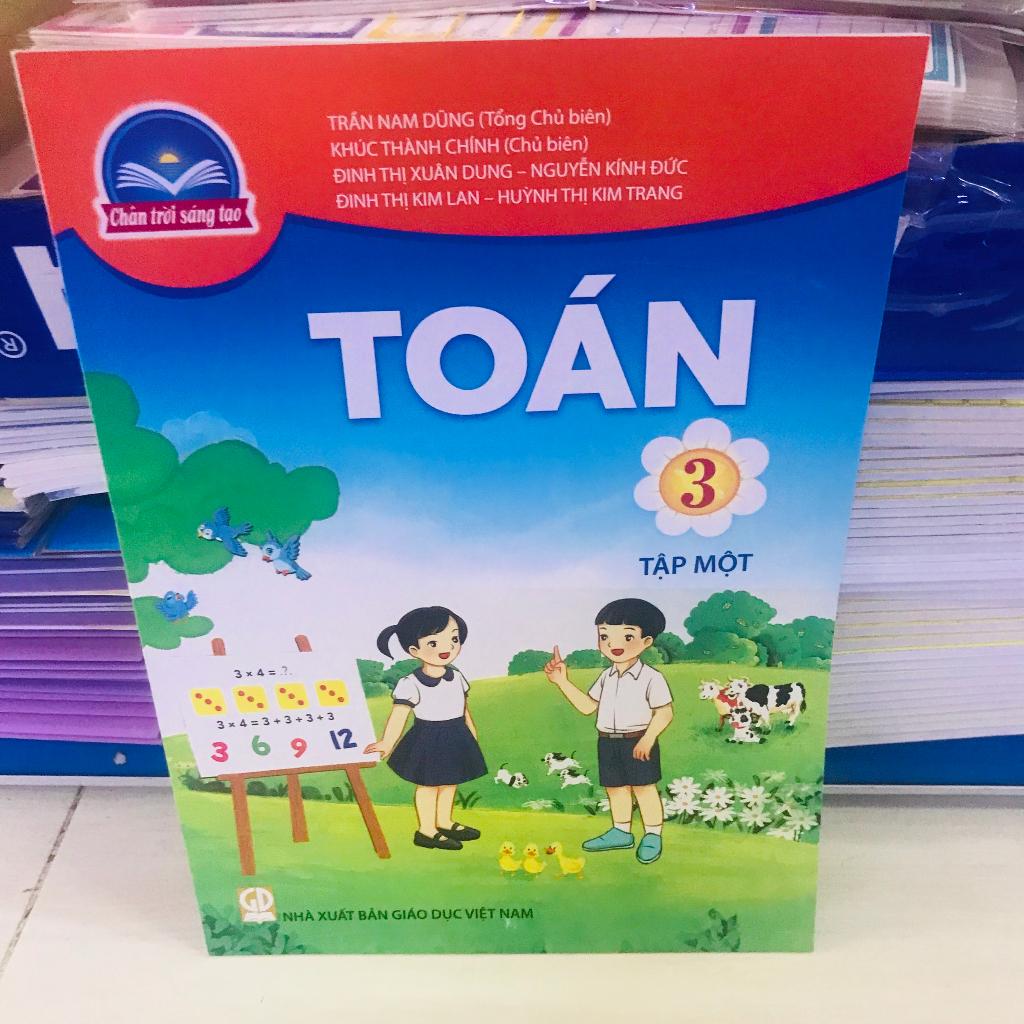 TRẦN NAM DŨNG (Tổng Chủ biên)
KHÚC THÀNH CHÍNH (Chủ biên)
ĐINH THỊ XUÂN DUNG – NGUYỄN KÍNH ĐỨC
ĐINH THỊ KIM LAN – HUỲNH THỊ KIM TRANG
Chân trời sáng tạo
TOÁN
3
TẬP MỘT
3 × 4 = .?.
3 × 4 = 3 + 3 + 3 + 3
3 6 9 12
GD
NHÀ XUẤT BẢN GIÁO DỤC VIỆT NAM
®